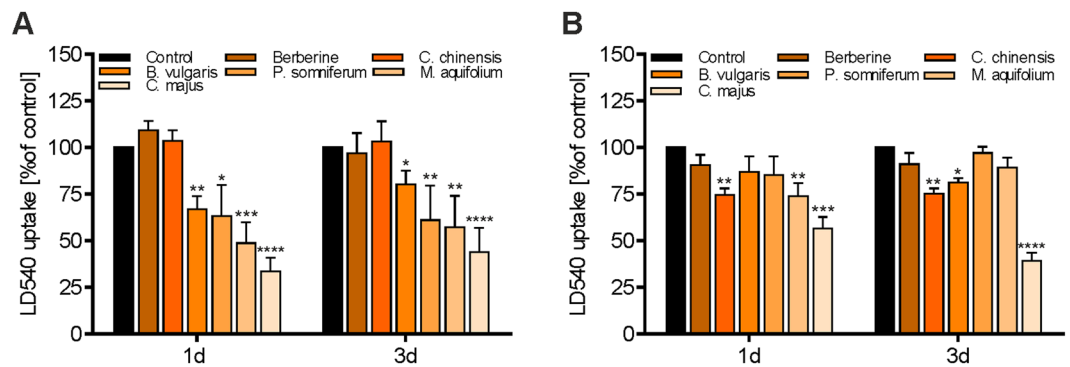 A
LD540 uptake [%of control]
150
125
100
75
50
25
0
Control Berberine C. chinensis
B. vulgaris P. somniferum M. aquifolium
C. majus
** * *** ****
* ** ** ****
1d 3d
B
LD540 uptake [%of control]
150
125
100
75
50
25
0
Control Berberine C. chinensis
B. vulgaris P. somniferum M. aquifolium
C. majus
** ** ***
** * ****
1d 3d